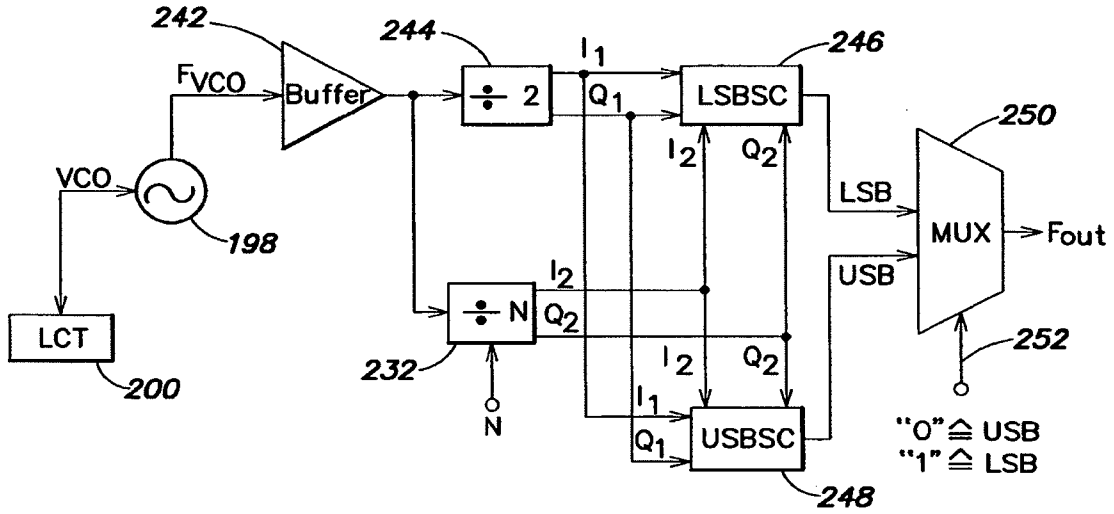 242
244
246
FVCO
Buffer
÷ 2
I1
Q1
LSBSC
I2
Q2
250
VCO
198
LSB
MUX
Fout
USB
LCT
200
÷ N
I2
Q2
232
N
I2
Q2
I1
Q1
USBSC
248
252
"0" ≙ USB
"1" ≙ LSB